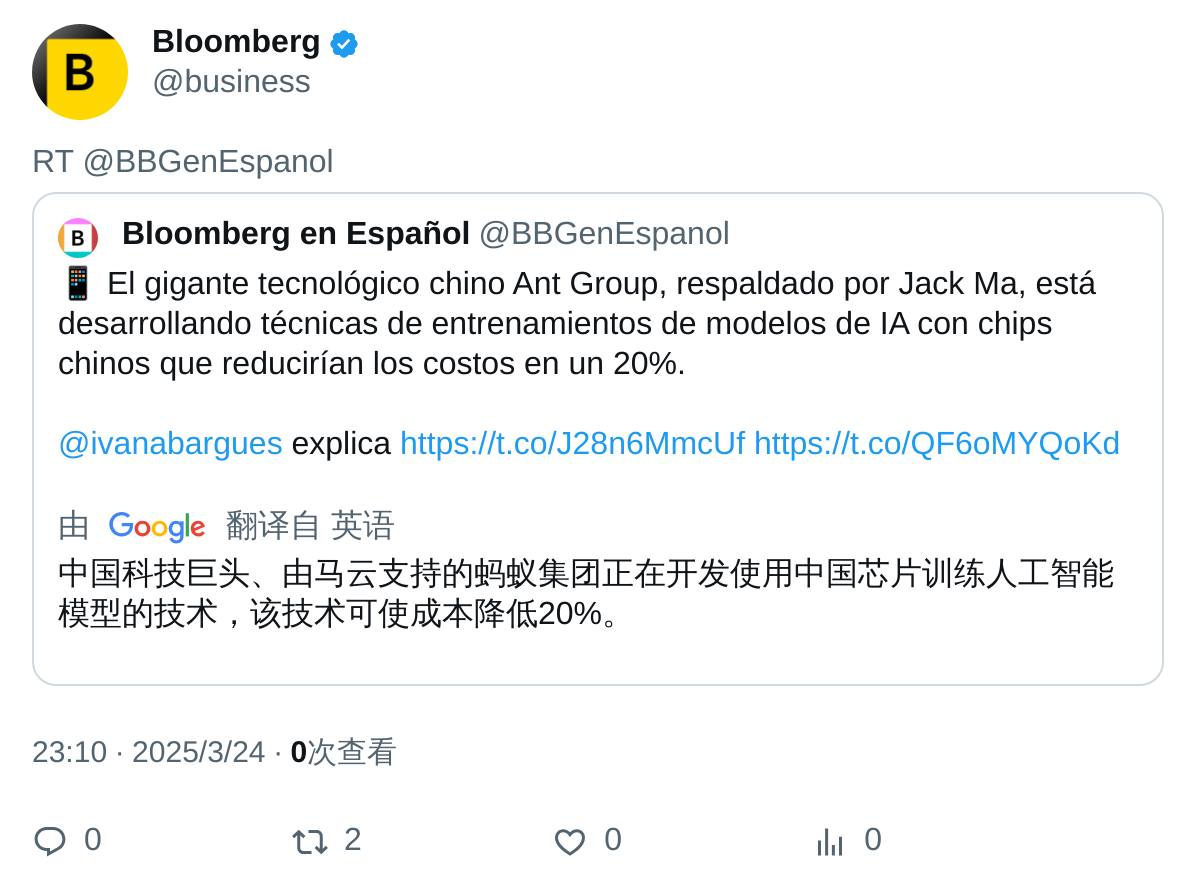 B
Bloomberg
@business
RT @BBGenEspanol
B
Bloomberg en Español @BBGenEspanol
📱 El gigante tecnológico chino Ant Group, respaldado por Jack Ma, está
desarrollando técnicas de entrenamientos de modelos de IA con chips
chinos que reducirían los costos en un 20%.
@ivanabargues explica https://t.co/J28n6MmcUf https://t.co/QF6oMYQoKd
由 Google 翻译自 英语
中国科技巨头、由马云支持的蚂蚁集团正在开发使用中国芯片训练人工智能
模型的技术，该技术可使成本降低20%。
23:10 · 2025/3/24 · 0次查看
0 2 0 0